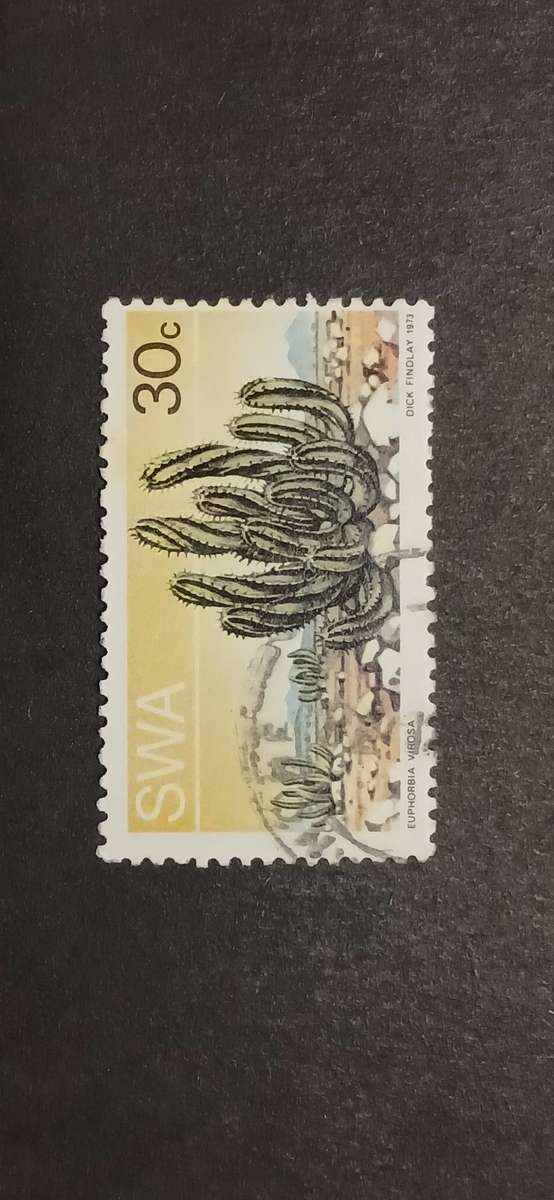 SWA 30c
EUPHORBIA VIROSA DICK FINDLAY 1973